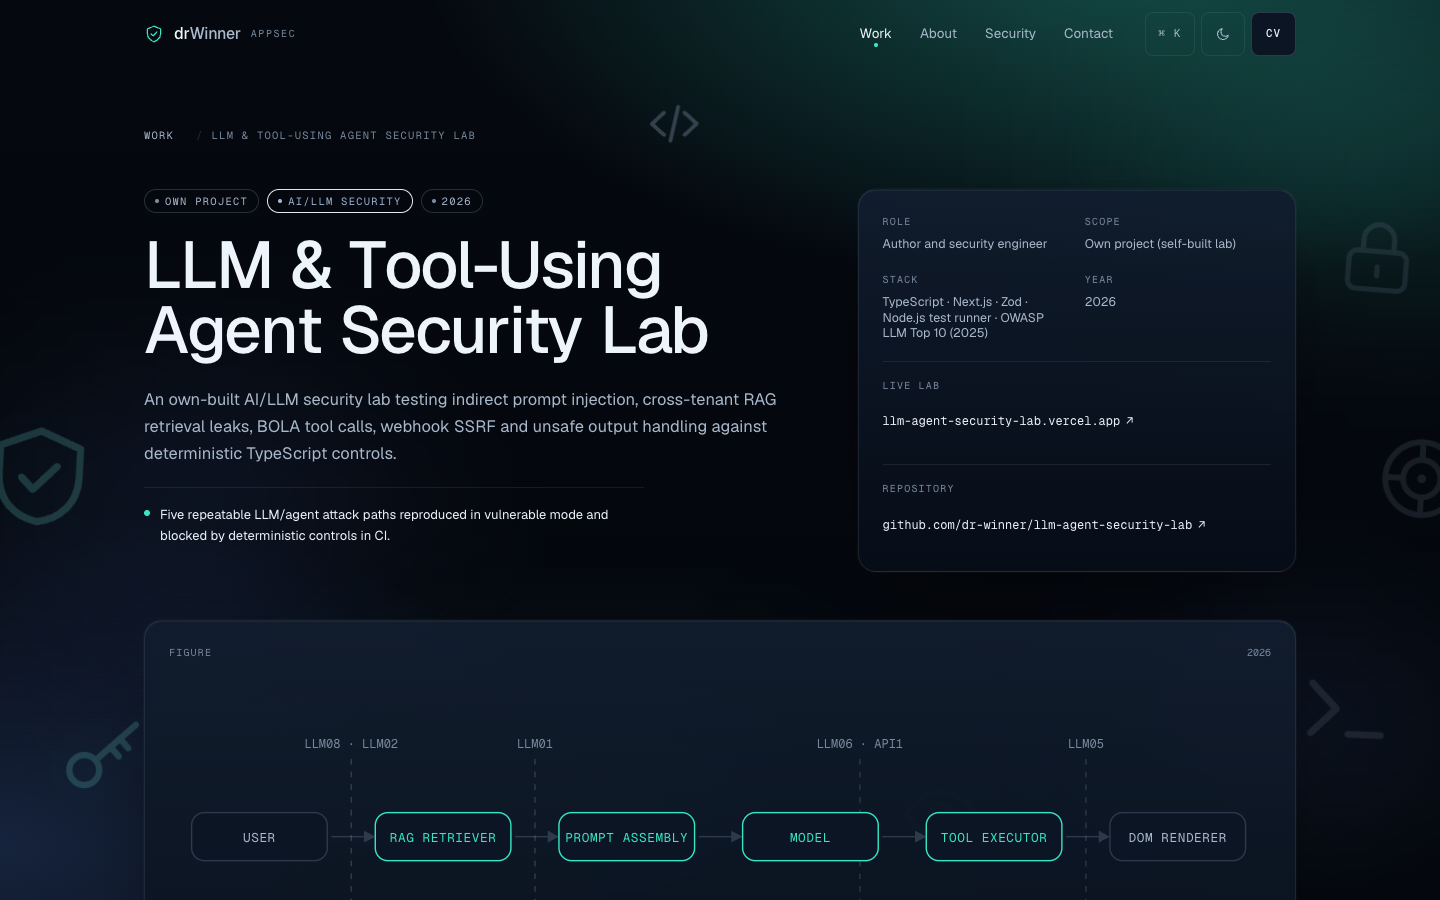 drWinner APPSEC
Work About Security Contact ⌘ K CV
WORK / LLM & TOOL-USING AGENT SECURITY LAB
OWN PROJECT AI/LLM SECURITY 2026
LLM & Tool-Using
Agent Security Lab
An own-built AI/LLM security lab testing indirect prompt injection, cross-tenant RAG
retrieval leaks, BOLA tool calls, webhook SSRF and unsafe output handling against
deterministic TypeScript controls.
Five repeatable LLM/agent attack paths reproduced in vulnerable mode and
blocked by deterministic controls in CI.
ROLE
Author and security engineer
SCOPE
Own project (self-built lab)
STACK
TypeScript · Next.js · Zod ·
Node.js test runner · OWASP
LLM Top 10 (2025)
YEAR
2026
LIVE LAB
llm-agent-security-lab.vercel.app ↗
REPOSITORY
github.com/dr-winner/llm-agent-security-lab ↗
FIGURE 2026
LLM08 · LLM02 LLM01 LLM06 · API1 LLM05
USER RAG RETRIEVER PROMPT ASSEMBLY MODEL TOOL EXECUTOR DOM RENDERER